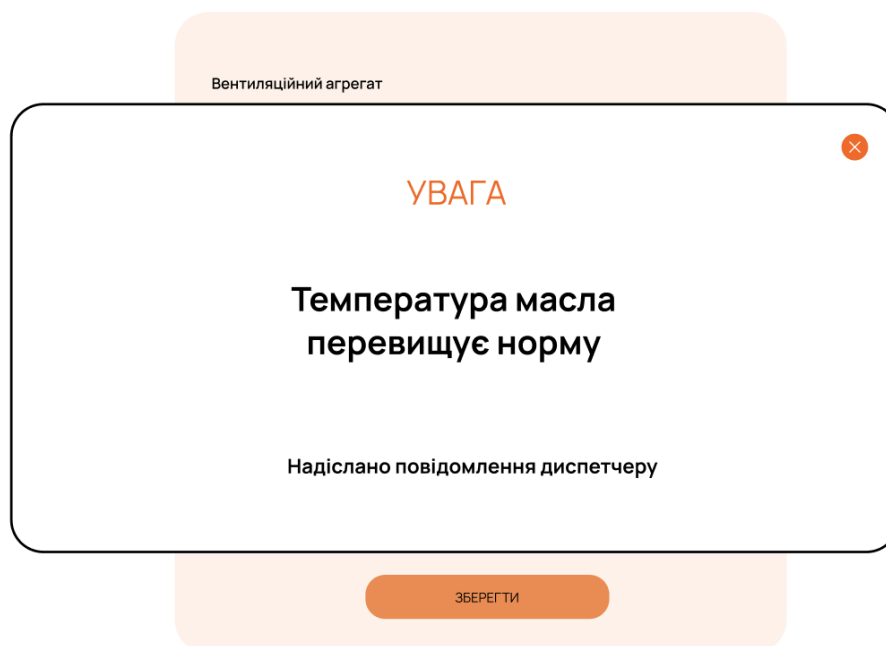 Вентиляційний агрегат
УВАГА
Температура масла
перевищує норму
Надіслано повідомлення диспетчеру
ЗБЕРЕГТИ